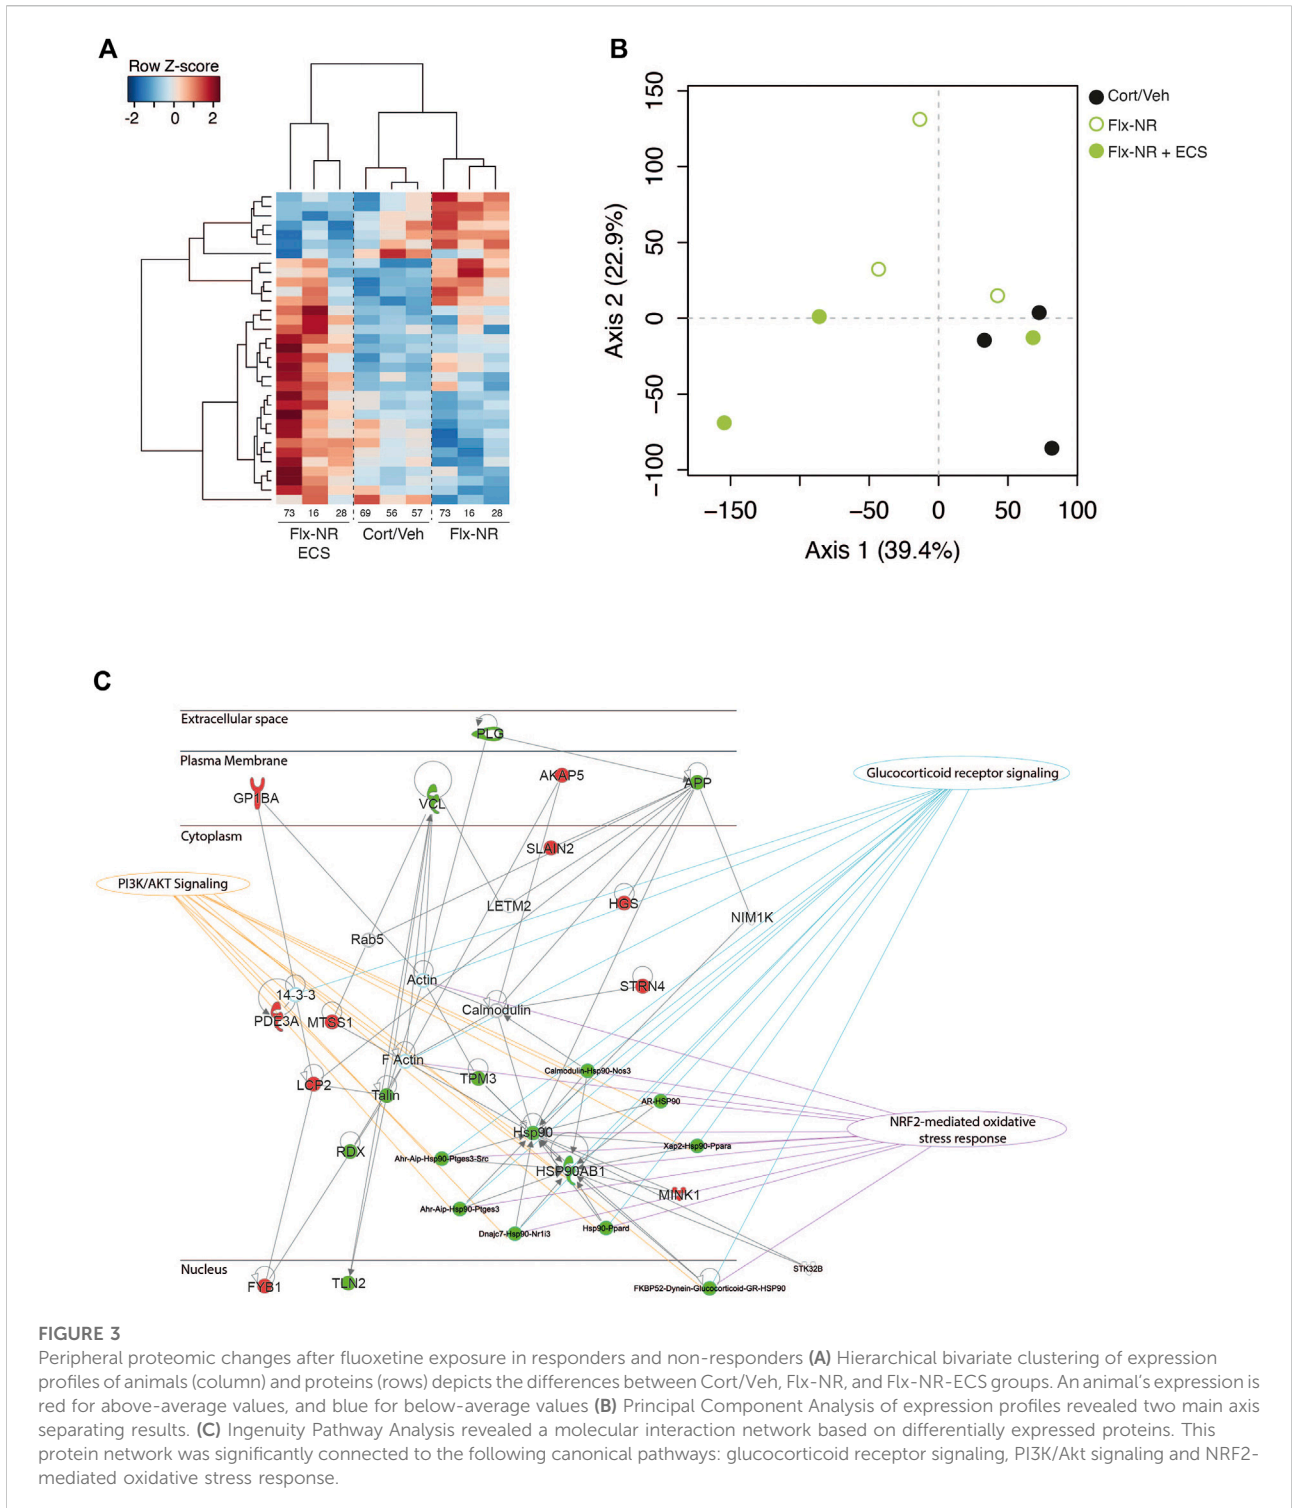 A
Row Z-score
-2 0 2
73 16 28 69 56 57 73 16 28
Flx-NR
ECS
Cort/Veh
Flx-NR
B
Axis 2 (22.9%)
150
100
50
0
−50
−100
−150 −50 0 50 100
Axis 1 (39.4%)
Cort/Veh
Flx-NR
Flx-NR + ECS
C
Extracellular space
PLG
Plasma Membrane
Glucocorticoid receptor signaling
AKAP5
APP
GP1BA
VCL
Cytoplasm
SLAIN2
PI3K/AKT Signaling
LETM2
HGS
NIM1K
Rab5
Actin
STRN4
14-3-3
Calmodulin
PDE3A
MTSS1
F Actin
Calmodulin-Hsp90-Nos3
TPM3
LCP2
Talin
AR-HSP90
NRF2-mediated oxidative
stress response
Hsp90
Xap2-Hsp90-Ppara
RDX
Ahr-Aip-Hsp90-Ptges3-Src
HSP90AB1
MINK1
Ahr-Aip-Hsp90-Ptges3
Dnajc7-Hsp90-Nr1i3
Hsp90-Ppard
Nucleus
STK32B
FYB1
TLN2
FKBP52-Dynein-Glucocorticoid-GR-HSP90
FIGURE 3
Peripheral proteomic changes after fluoxetine exposure in responders and non-responders (A) Hierarchical bivariate clustering of expression
profiles of animals (column) and proteins (rows) depicts the differences between Cort/Veh, Flx-NR, and Flx-NR-ECS groups. An animal's expression is
red for above-average values, and blue for below-average values (B) Principal Component Analysis of expression profiles revealed two main axis
separating results. (C) Ingenuity Pathway Analysis revealed a molecular interaction network based on differentially expressed proteins. This
protein network was significantly connected to the following canonical pathways: glucocorticoid receptor signaling, PI3K/Akt signaling and NRF2-
mediated oxidative stress response.